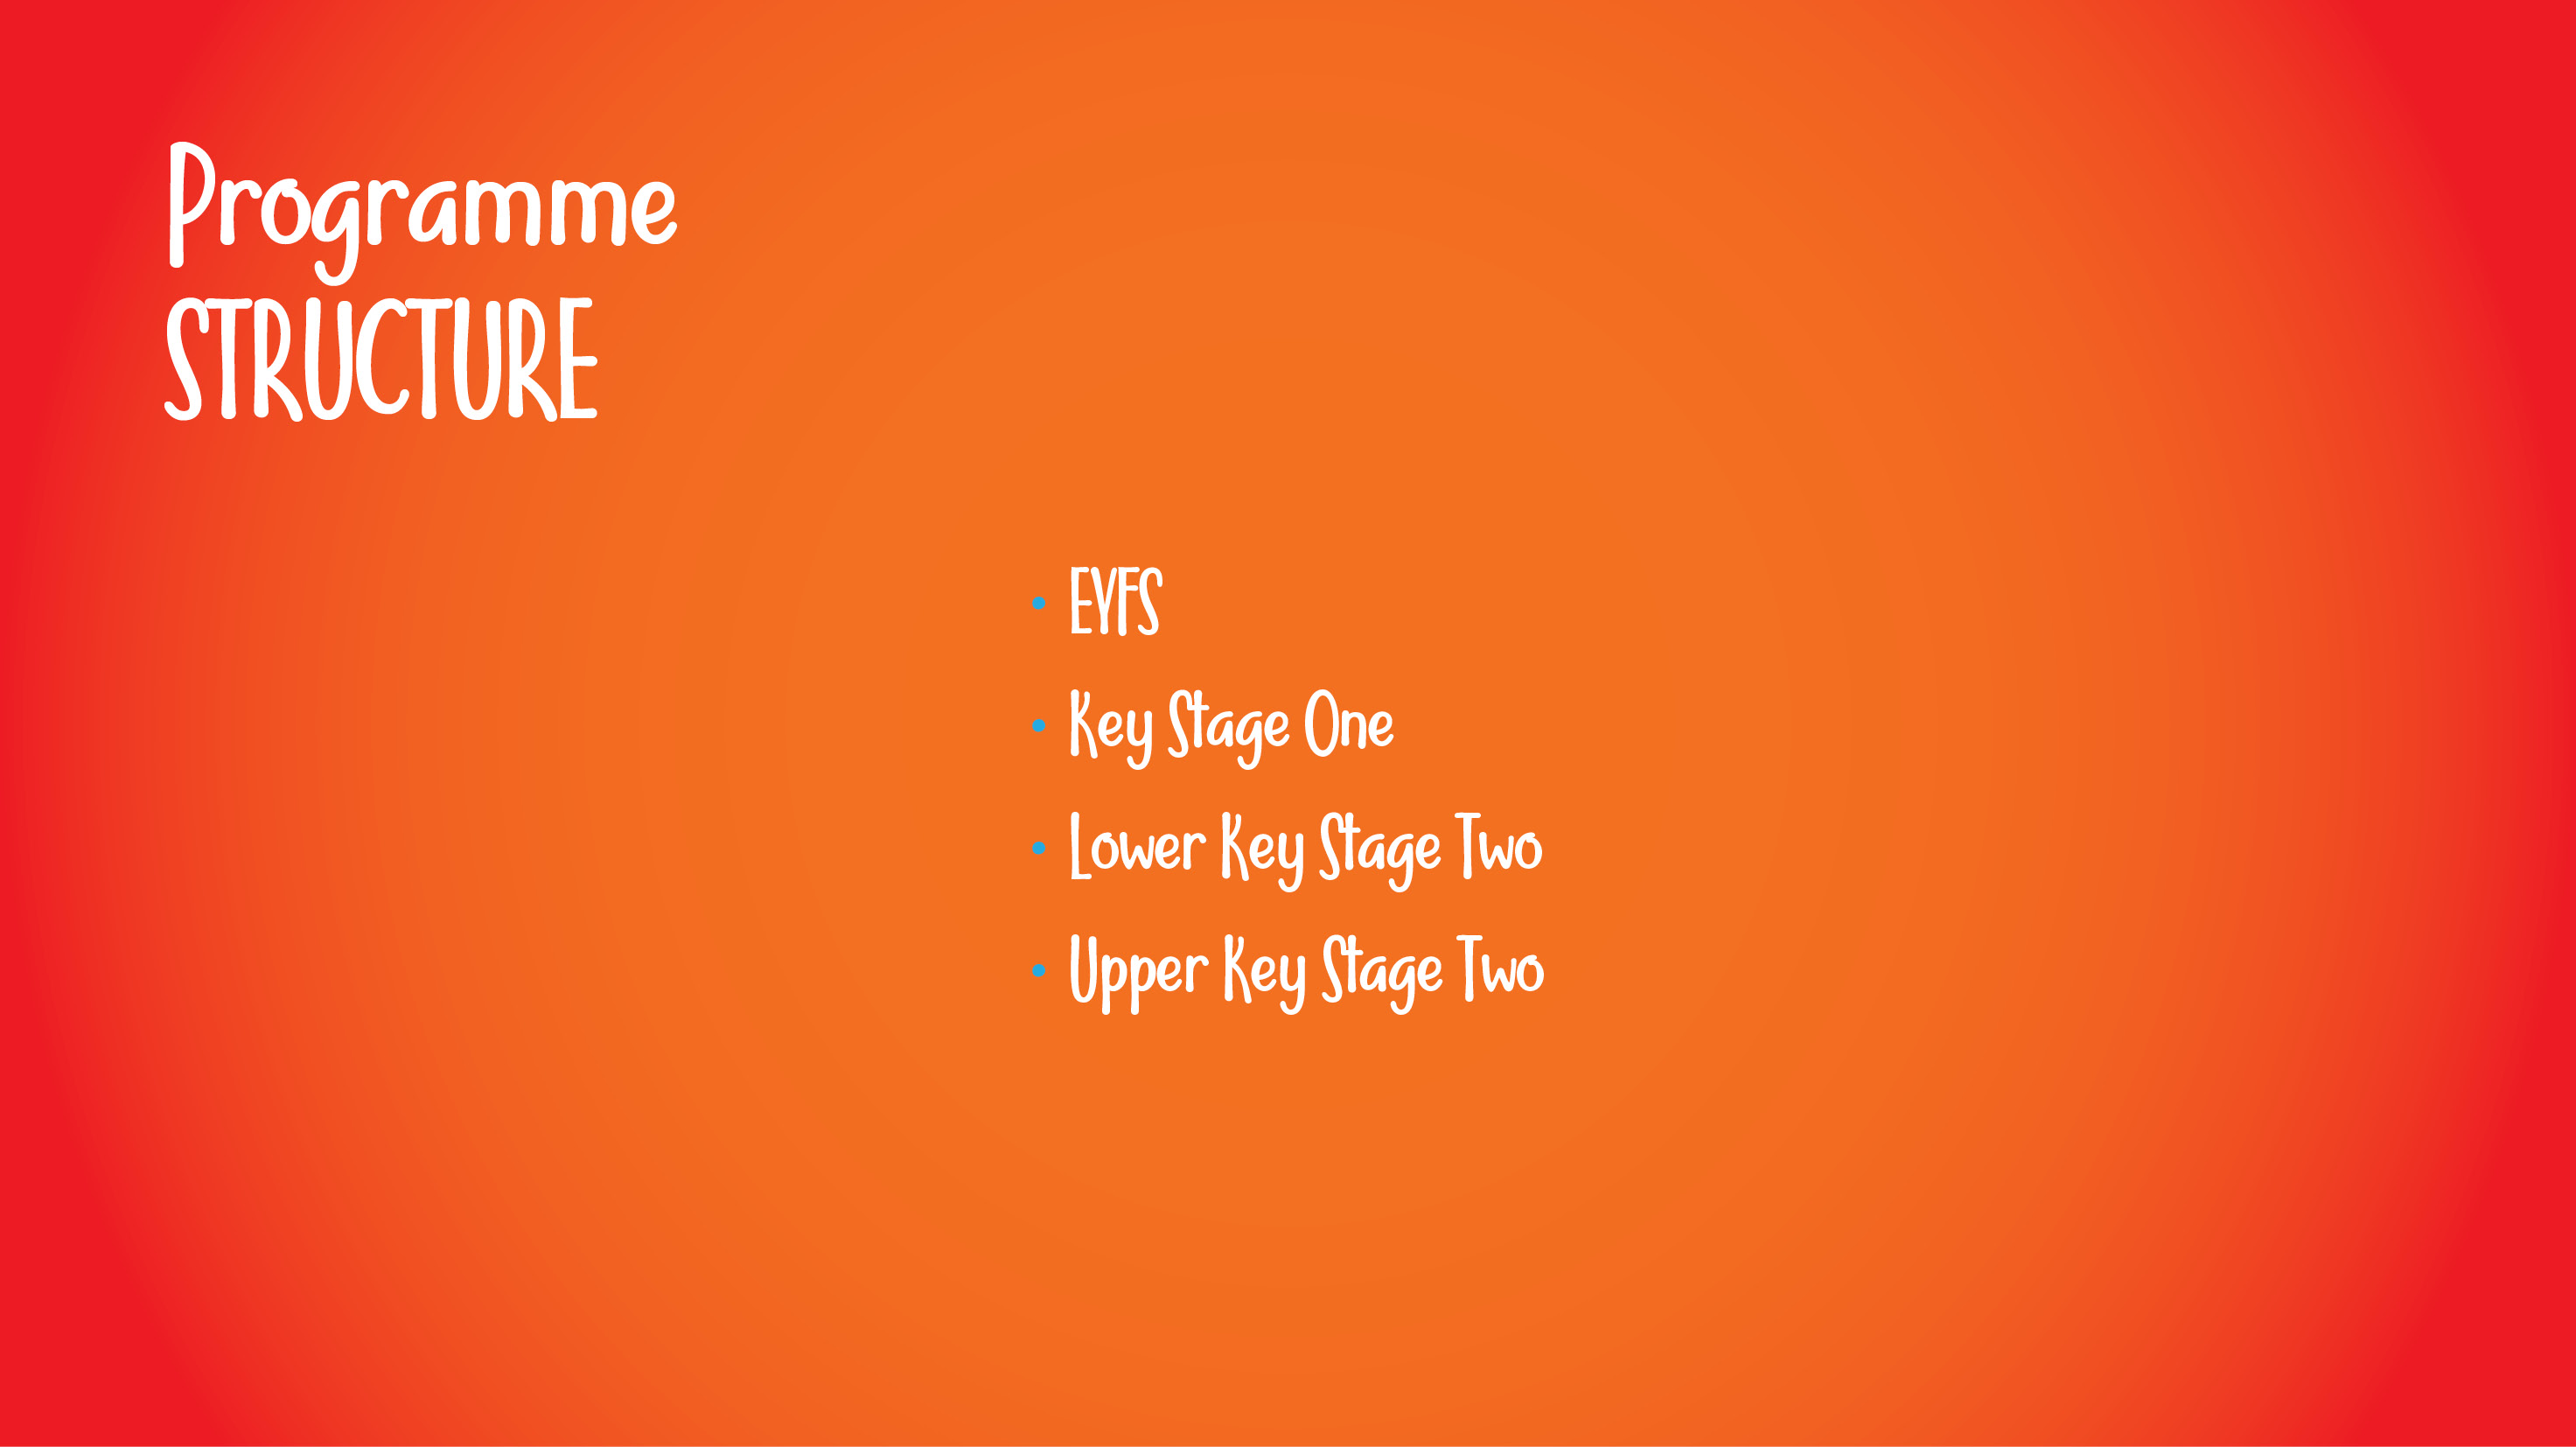 Programme
STRUCTURE
• EYFS
• Key Stage One
• Lower Key Stage Two
• Upper Key Stage Two